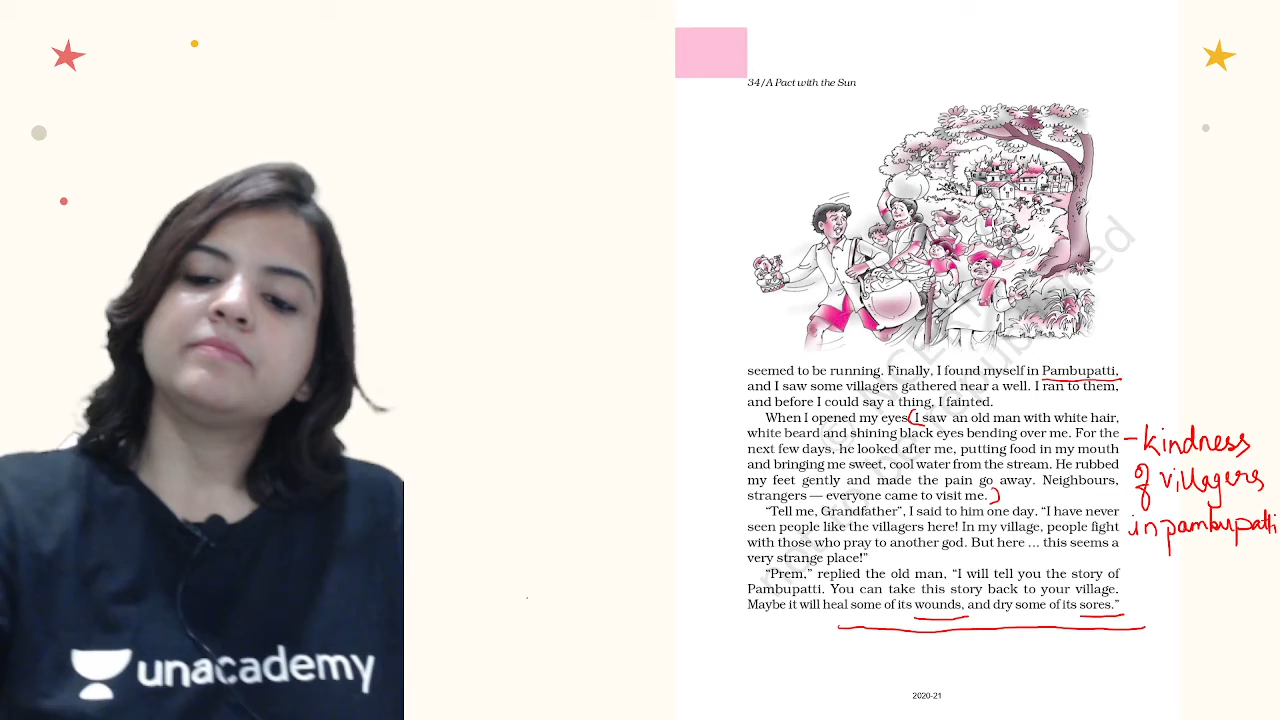 34/A Pact with the Sun
seemed to be running. Finally, I found myself in Pambupatti,
and I saw some villagers gathered near a well. I ran to them,
and before I could say a thing, I fainted.
When I opened my eyes (I saw an old man with white hair,
white beard and shining black eyes bending over me. For the
next few days, he looked after me, putting food in my mouth
and bringing me sweet, cool water from the stream. He rubbed
my feet gently and made the pain go away. Neighbours,
strangers — everyone came to visit me.)
"Tell me, Grandfather", I said to him one day. "I have never
seen people like the villagers here! In my village, people fight
with those who pray to another god. But here ... this seems a
very strange place!"
"Prem," replied the old man, "I will tell you the story of
Pambupatti. You can take this story back to your village.
Maybe it will heal some of its wounds, and dry some of its sores."
2020-21
- kindness
of villagers
in pambupatti
unacademy